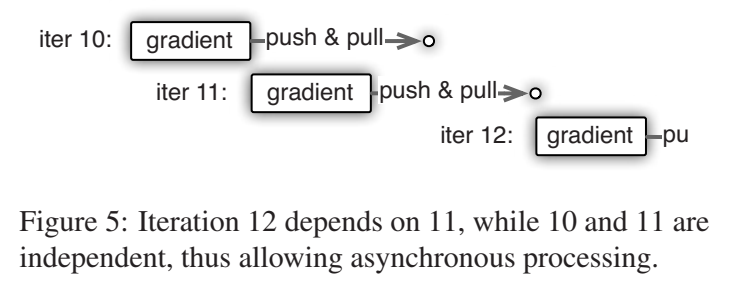 iter 10: gradient push & pull
iter 11: gradient push & pull
iter 12: gradient pu
Figure 5: Iteration 12 depends on 11, while 10 and 11 are
independent, thus allowing asynchronous processing.